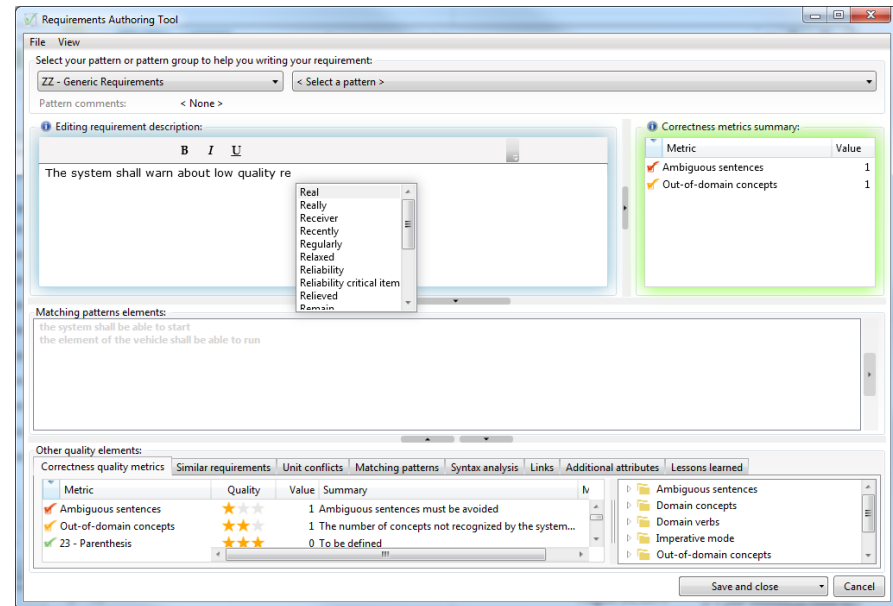 Requirements Authoring Tool
File View
Select your pattern or pattern group to help you writing your requirement:
ZZ - Generic Requirements < Select a pattern >
Pattern comments: < None >
Editing requirement description:
B I U
The system shall warn about low quality re
Real
Really
Receiver
Recently
Regularly
Relaxed
Reliability
Reliability critical item
Relieved
Remain
Correctness metrics summary:
Metric Value
Ambiguous sentences 1
Out-of-domain concepts 1
Matching patterns elements:
the system shall be able to start
the element of the vehicle shall be able to run
Other quality elements:
Correctness quality metrics Similar requirements Unit conflicts Matching patterns Syntax analysis Links Additional attributes Lessons learned
Metric Quality Value Summary
Ambiguous sentences 1 Ambiguous sentences must be avoided
Out-of-domain concepts 1 The number of concepts not recognized by the system...
23 - Parenthesis 0 To be defined
Ambiguous sentences
Domain concepts
Domain verbs
Imperative mode
Out-of-domain concepts
Save and close Cancel